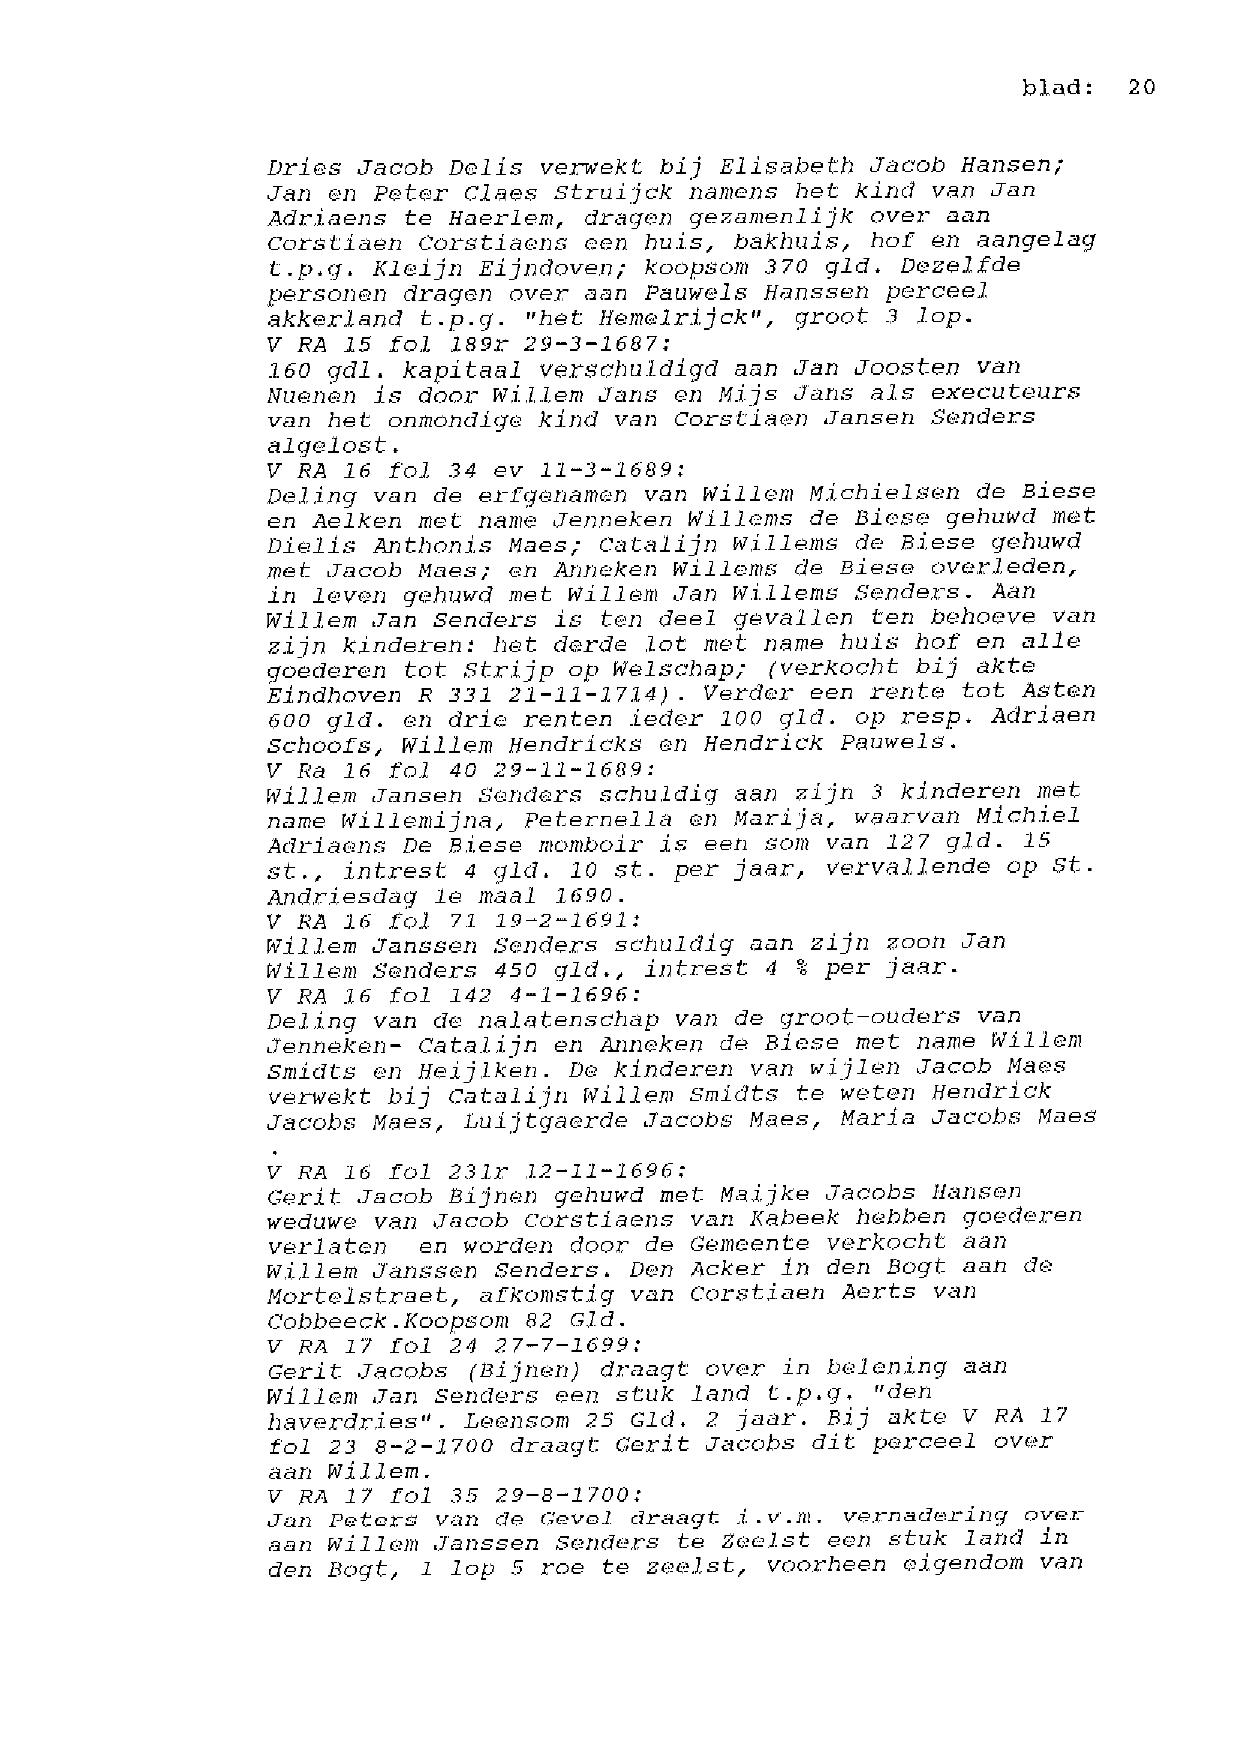 blad: 20
Dries Jacob Delis verwekt bij Elisabeth Jacob Hansen;
Jan en Peter Claes Struijck namens het kind van Jan
Adriaens te Haerlem, dragen gezamenlijk over aan
Corstiaen Corstiaens een huis, bakhuis, hof en aangelag
t.p.g. Kleijn Eijndoven; koopsom 370 gld. Dezelfde
personen dragen over aan Pauwels Hanssen perceel
akkerland t.p.g. "het Hemelrijck", groot 3 lop.
V RA 15 fol 189r 29-3-1687:
160 gdl. kapitaal verschuldigd aan Jan Joosten van
Nuenen is door Willem Jans en Mijs Jans als executeurs
van het onmondige kind van Corstiaen Jansen Senders
algelost.
V RA 16 fol 34 ev 11-3-1689:
Deling van de erfgenamen van Willem Michielsen de Biese
en Aelken met name Jenneken Willems de Biese gehuwd met
Dielis Anthonis Maes; Catalijn Willems de Biese gehuwd
met Jacob Maes; en Anneken Willems de Biese overleden,
in leven gehuwd met Willem Jan Willems Senders. Aan
Willem Jan Senders is ten deel gevallen ten behoeve van
zijn kinderen: het derde lot met name huis hof en alle
goederen tot Strijp op Welschap; (verkocht bij akte
Eindhoven R 331 21-11-1714). Verder een rente tot Asten
600 gld. en drie renten ieder 100 gld. op resp. Adriaen
Schoofs, Willem Hendricks en Hendrick Pauwels.
V Ra 16 fol 40 29-11-1689:
Willem Jansen Senders schuldig aan zijn 3 kinderen met
name Willemijna, Peternella en Marija, waarvan Michiel
Adriaens De Biese momboir is een som van 127 gld. 15
st., intrest 4 gld. 10 st. per jaar, vervallende op St.
Andriesdag 1e maal 1690.
V RA 16 fol 71 19-2-1691:
Willem Janssen Senders schuldig aan zijn zoon Jan
Willem Senders 450 gld., intrest 4 % per jaar.
V RA 16 fol 142 4-1-1696:
Deling van de nalatenschap van de groot-ouders van
Jenneken- Catalijn en Anneken de Biese met name Willem
Smidts en Heijlken. De kinderen van wijlen Jacob Maes
verwekt bij Catalijn Willem Smidts te weten Hendrick
Jacobs Maes, Luijtgaerde Jacobs Maes, Maria Jacobs Maes
.
V RA 16 fol 231r 12-11-1696:
Gerit Jacob Bijnen gehuwd met Maijke Jacobs Hansen
weduwe van Jacob Corstiaens van Kabeek hebben goederen
verlaten en worden door de Gemeente verkocht aan
Willem Janssen Senders. Den Acker in den Bogt aan de
Mortelstraet, afkomstig van Corstiaen Aerts van
Cobbeeck.Koopsom 82 Gld.
V RA 17 fol 24 27-7-1699:
Gerit Jacobs (Bijnen) draagt over in belening aan
Willem Jan Senders een stuk land t.p.g. "den
haverdries". Leensom 25 Gld. 2 jaar. Bij akte V RA 17
fol 23 8-2-1700 draagt Gerit Jacobs dit perceel over
aan Willem.
V RA 17 fol 35 29-8-1700:
Jan Peters van de Gevel draagt i.v.m. vernadering over
aan Willem Janssen Senders te Zeelst een stuk land in
den Bogt, 1 lop 5 roe te zeelst, voorheen eigendom van